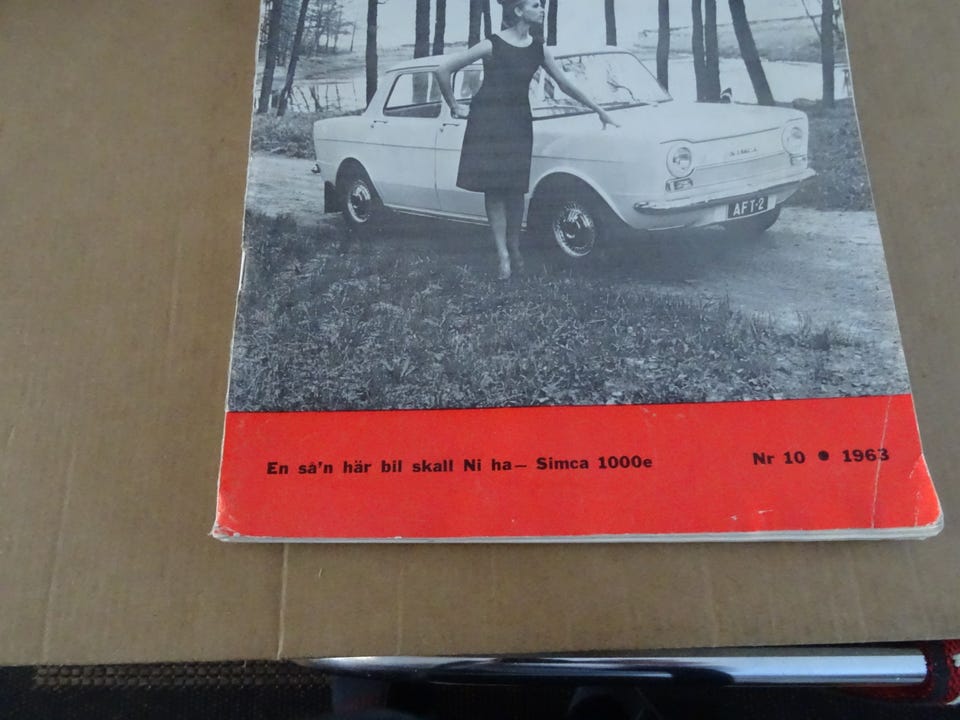 SIMCA
AFT-2
En så'n här bil skall Ni ha— Simca 1000e
Nr 10 ● 1963